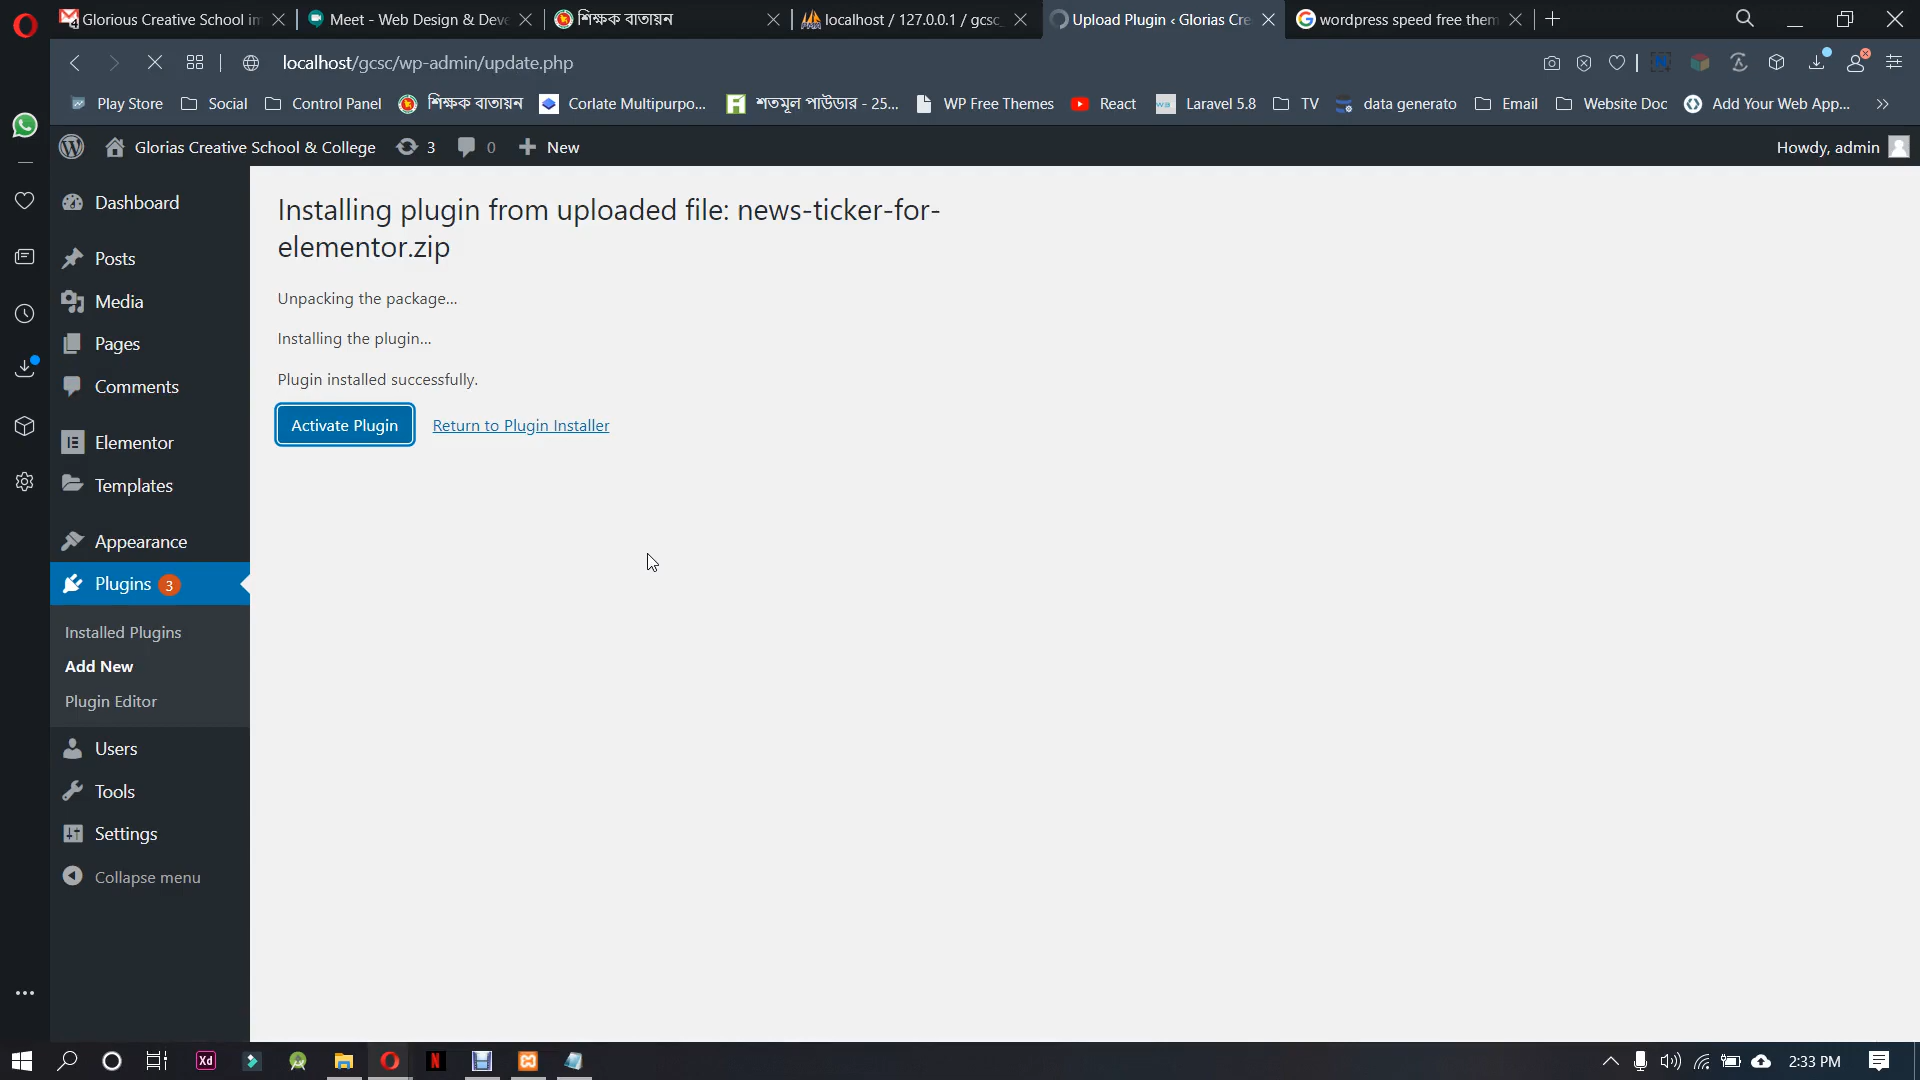 Glorious Creative School in
Meet - Web Design & Deve
শিক্ষক বাতায়ন
localhost / 127.0.0.1 / gcsc_
Upload Plugin ‹ Glorias Cre
wordpress speed free them
localhost/gcsc/wp-admin/update.php
Play Store
Social
Control Panel
শিক্ষক বাতায়ন
Corlate Multipurpo...
শতমূল পাউডার - 25...
WP Free Themes
React
Laravel 5.8
TV
data generato
Email
Website Doc
Add Your Web App...
Glorias Creative School & College
3
0
New
Howdy, admin
Dashboard
Posts
Media
Pages
Comments
Elementor
Templates
Appearance
Plugins 3
Installed Plugins
Add New
Plugin Editor
Users
Tools
Settings
Collapse menu
Installing plugin from uploaded file: news-ticker-for-
elementor.zip
Unpacking the package...
Installing the plugin...
Plugin installed successfully.
Activate Plugin
Return to Plugin Installer
Xd
N
2:33 PM